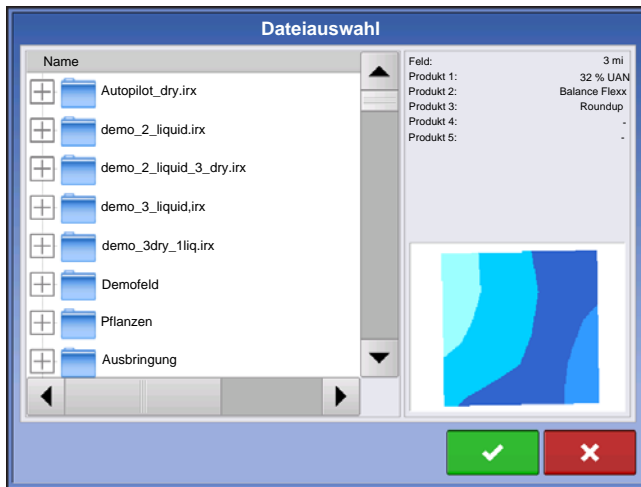 Dateiauswahl
Name
Autopilot_dry.irx
demo_2_liquid.irx
demo_2_liquid_3_dry.irx
demo_3_liquid,irx
demo_3dry_1liq.irx
Demofeld
Pflanzen
Ausbringung
Feld: 3 mi
Produkt 1: 32 % UAN
Produkt 2: Balance Flexx
Produkt 3: Roundup
Produkt 4: -
Produkt 5: -